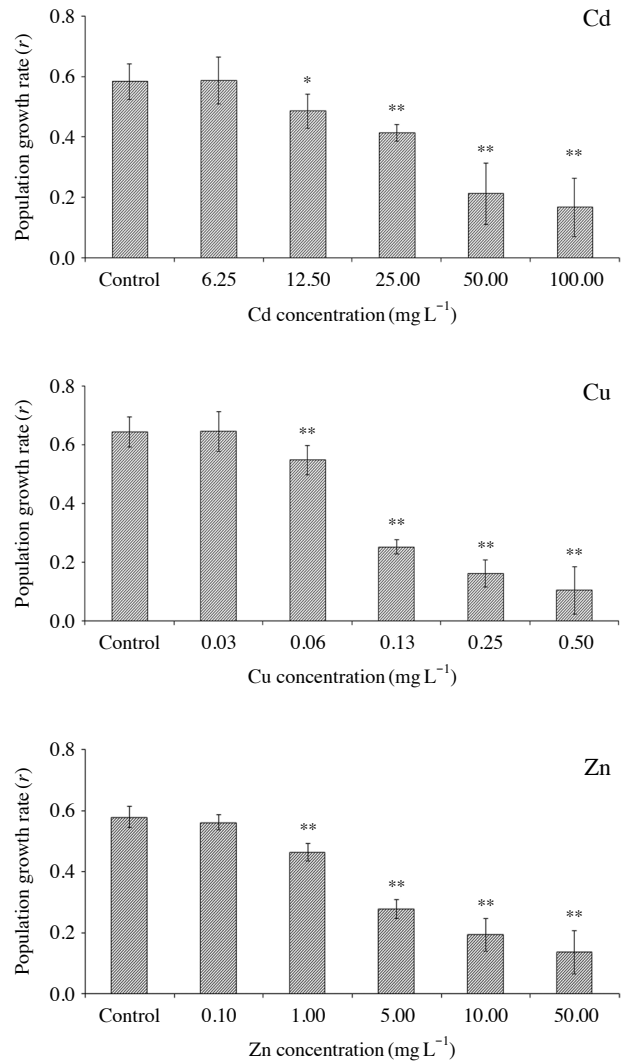 Cd
Population growth rate (r)
0.8
0.6
0.4
0.2
0.0
*
**
**
**
Control 6.25 12.50 25.00 50.00 100.00
Cd concentration (mg L⁻¹)
Cu
Population growth rate (r)
0.8
0.6
0.4
0.2
0.0
**
**
**
**
Control 0.03 0.06 0.13 0.25 0.50
Cu concentration (mg L⁻¹)
Zn
Population growth rate (r)
0.8
0.6
0.4
0.2
0.0
**
**
**
**
Control 0.10 1.00 5.00 10.00 50.00
Zn concentration (mg L⁻¹)